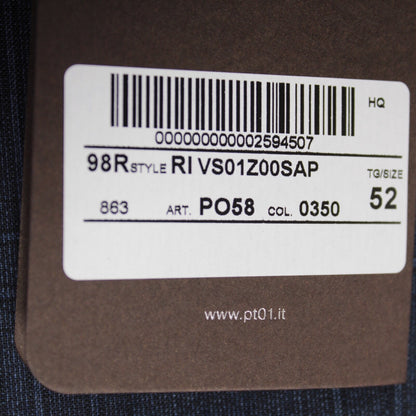 HQ
000000000002594507
98R STYLE RI VS01Z00SAP TG/SIZE
863 ART. PO58 COL. 0350 52
www.pt01.it